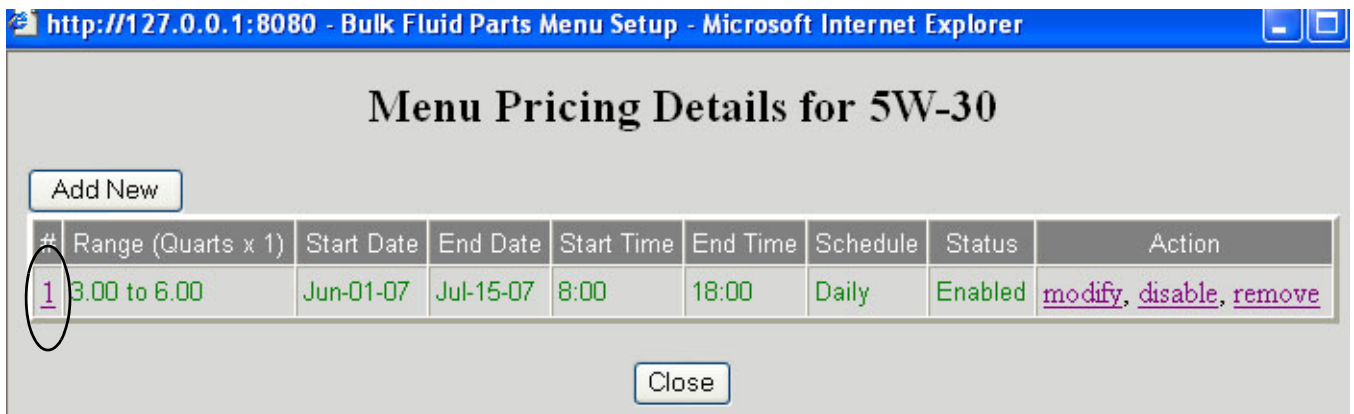 http://127.0.0.1:8080 - Bulk Fluid Parts Menu Setup - Microsoft Internet Explorer
Menu Pricing Details for 5W-30
Add New
# Range (Quarts x 1) Start Date End Date Start Time End Time Schedule Status Action
1 3.00 to 6.00 Jun-01-07 Jul-15-07 8:00 18:00 Daily Enabled modify, disable, remove
Close